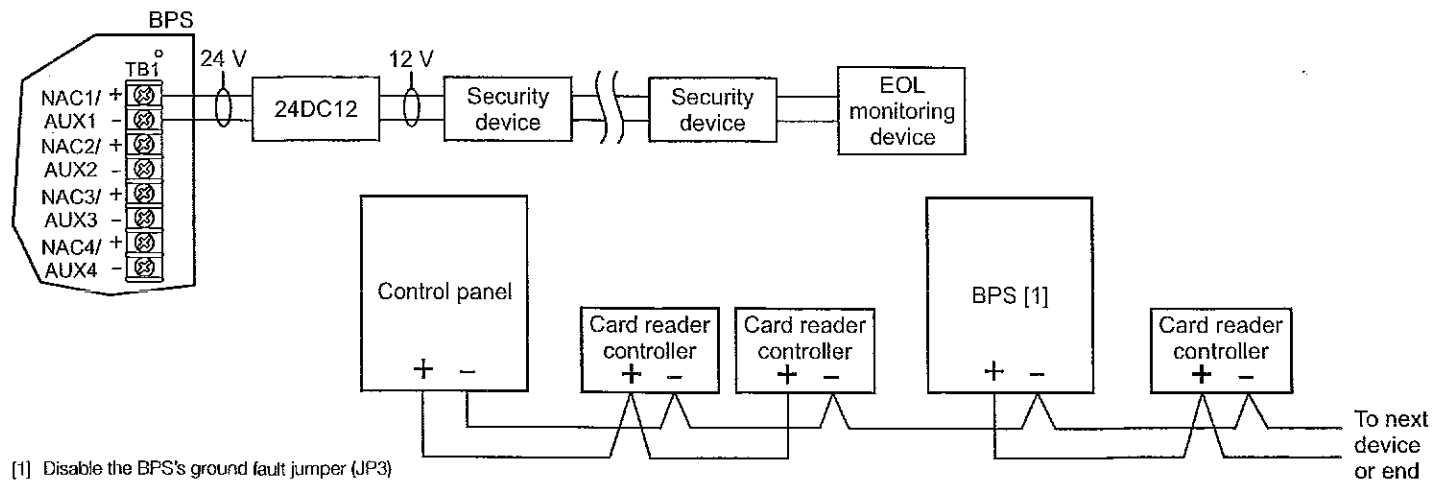 BPS
TB1
24 V
12 V
NAC1/ +
AUX1 -
NAC2/ +
AUX2 -
NAC3/ +
AUX3 -
NAC4/ +
AUX4 -
24DC12
Security
device
Security
device
EOL
monitoring
device
Control panel
+ -
Card reader
controller
+ -
Card reader
controller
+ -
BPS [1]
+ -
Card reader
controller
+ -
To next
device
or end
[1] Disable the BPS's ground fault jumper (JP3)